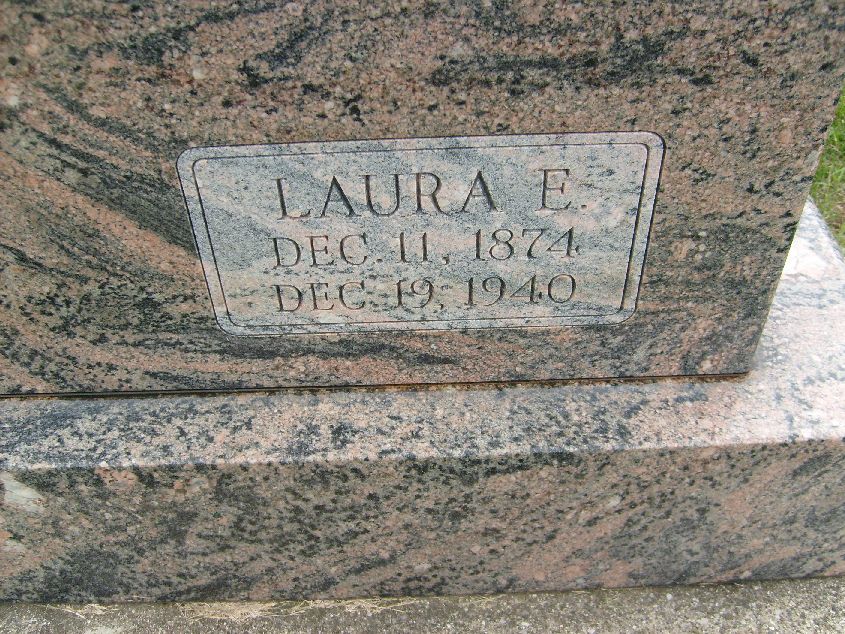 LAURA E.
DEC. 11, 1874
DEC. 19, 1940